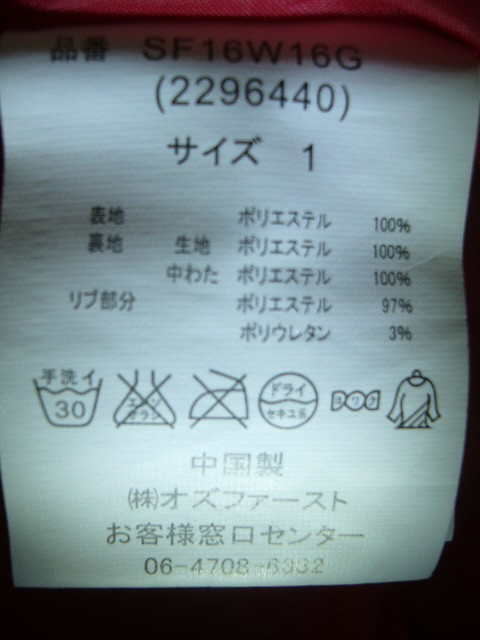 品番 SF16W16G
(2296440)
サイズ 1
表地 ポリエステル 100%
裏地 生地 ポリエステル 100%
中わた ポリエステル 100%
リブ部分 ポリエステル 97%
ポリウレタン 3%
手洗イ 30 エンソサラシ ドライ セキユ系 ヨワク
中国製
(株)オズファースト
お客様窓口センター
06-4708-6332